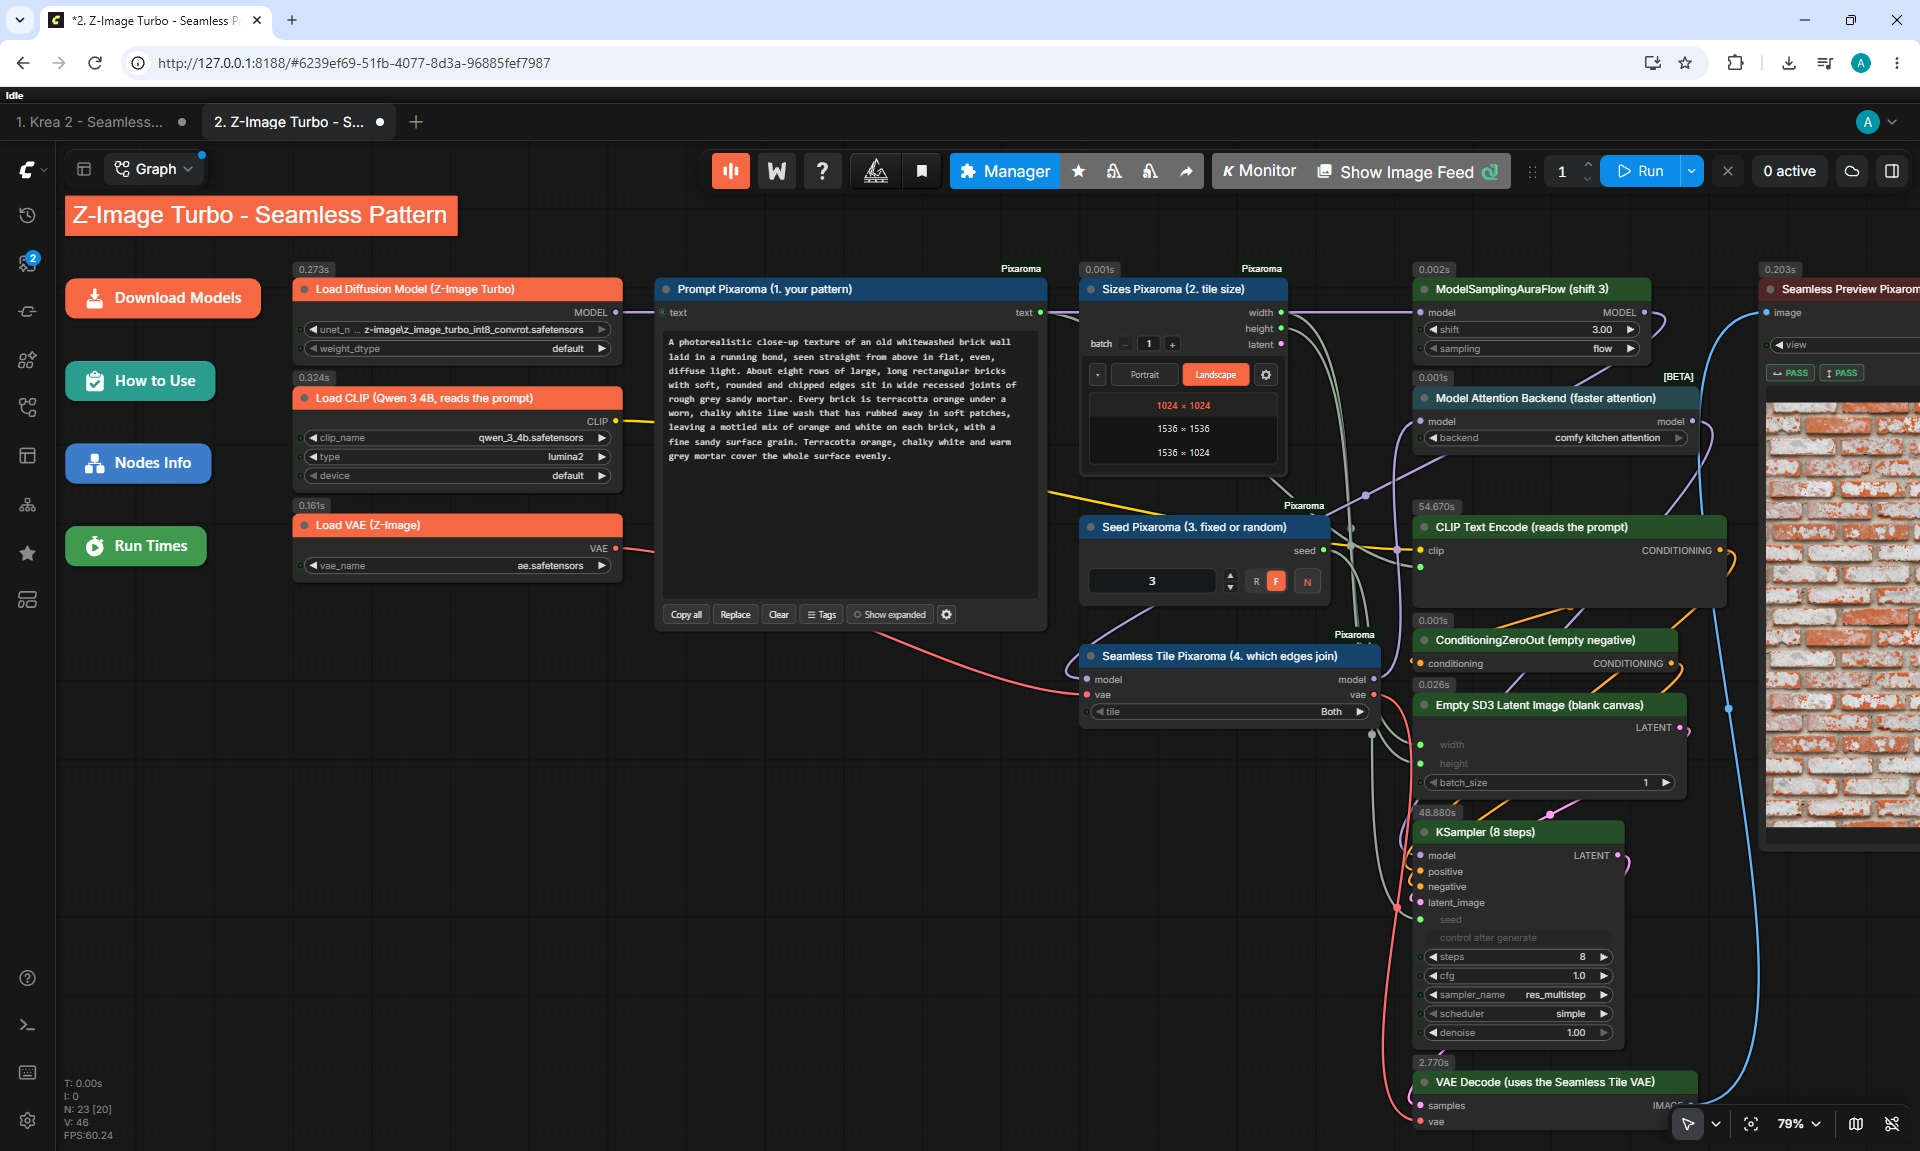 *2. Z-Image Turbo - Seamless P
http://127.0.0.1:8188/#6239ef69-51fb-4077-8d3a-96885fef7987
A
Idle
1. Krea 2 - Seamless...
2. Z-Image Turbo - S...
A
Graph
W
?
Manager
K Monitor
Show Image Feed
1
Run
0 active
Z-Image Turbo - Seamless Pattern
2
Download Models
How to Use
Nodes Info
Run Times
0.273s
Load Diffusion Model (Z-Image Turbo)
MODEL
unet_n ... z-image\z_image_turbo_int8_convrot.safetensors
weight_dtype default
0.324s
Load CLIP (Qwen 3 4B, reads the prompt)
CLIP
clip_name qwen_3_4b.safetensors
type lumina2
device default
0.161s
Load VAE (Z-Image)
VAE
vae_name ae.safetensors
Pixaroma
Prompt Pixaroma (1. your pattern)
text text
A photorealistic close-up texture of an old whitewashed brick wall
laid in a running bond, seen straight from above in flat, even,
diffuse light. About eight rows of large, long rectangular bricks
with soft, rounded and chipped edges sit in wide recessed joints of
rough grey sandy mortar. Every brick is terracotta orange under a
worn, chalky white lime wash that has rubbed away in soft patches,
leaving a mottled mix of orange and white on each brick, with a
fine sandy surface grain. Terracotta orange, chalky white and warm
grey mortar cover the whole surface evenly.
Copy all Replace Clear Tags Show expanded
0.001s Pixaroma
Sizes Pixaroma (2. tile size)
width
height
batch 1 + latent
Portrait Landscape
1024 × 1024
1536 × 1536
1536 × 1024
Pixaroma
Seed Pixaroma (3. fixed or random)
seed
3 R F N
Pixaroma
Seamless Tile Pixaroma (4. which edges join)
model model
vae vae
tile Both
0.002s
ModelSamplingAuraFlow (shift 3)
model MODEL
shift 3.00
sampling flow
0.001s [BETA]
Model Attention Backend (faster attention)
model model
backend comfy kitchen attention
54.670s
CLIP Text Encode (reads the prompt)
clip CONDITIONING
0.001s
ConditioningZeroOut (empty negative)
conditioning CONDITIONING
0.026s
Empty SD3 Latent Image (blank canvas)
LATENT
width
height
batch_size 1
48.880s
KSampler (8 steps)
model LATENT
positive
negative
latent_image
seed
control after generate
steps 8
cfg 1.0
sampler_name res_multistep
scheduler simple
denoise 1.00
2.770s
VAE Decode (uses the Seamless Tile VAE)
samples IMAGE
vae
0.203s
Seamless Preview Pixarom
image
view
PASS PASS
T: 0.00s
I: 0
N: 23 [20]
V: 46
FPS:60.24
79%